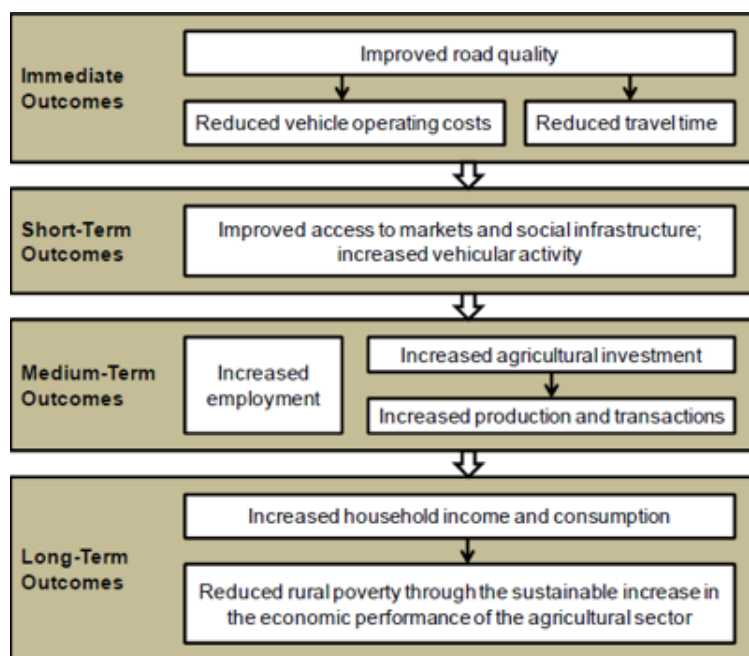 Immediate
Outcomes
Improved road quality
Reduced vehicle operating costs
Reduced travel time
Short-Term
Outcomes
Improved access to markets and social infrastructure;
increased vehicular activity
Medium-Term
Outcomes
Increased
employment
Increased agricultural investment
Increased production and transactions
Long-Term
Outcomes
Increased household income and consumption
Reduced rural poverty through the sustainable increase in
the economic performance of the agricultural sector